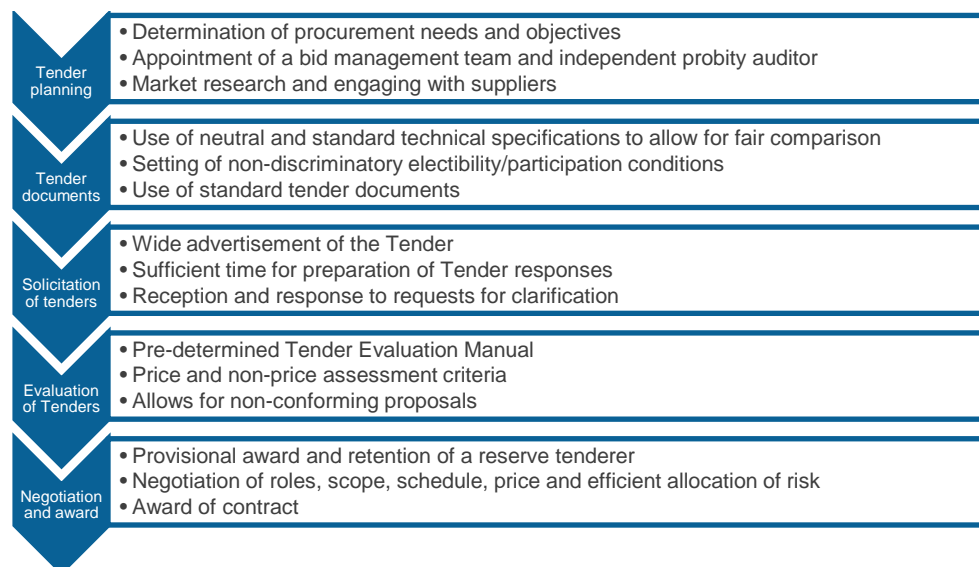 Tender
planning
• Determination of procurement needs and objectives
• Appointment of a bid management team and independent probity auditor
• Market research and engaging with suppliers
Tender
documents
• Use of neutral and standard technical specifications to allow for fair comparison
• Setting of non-discriminatory electibility/participation conditions
• Use of standard tender documents
Solicitation
of tenders
• Wide advertisement of the Tender
• Sufficient time for preparation of Tender responses
• Reception and response to requests for clarification
Evaluation
of Tenders
• Pre-determined Tender Evaluation Manual
• Price and non-price assessment criteria
• Allows for non-conforming proposals
Negotiation
and award
• Provisional award and retention of a reserve tenderer
• Negotiation of roles, scope, schedule, price and efficient allocation of risk
• Award of contract